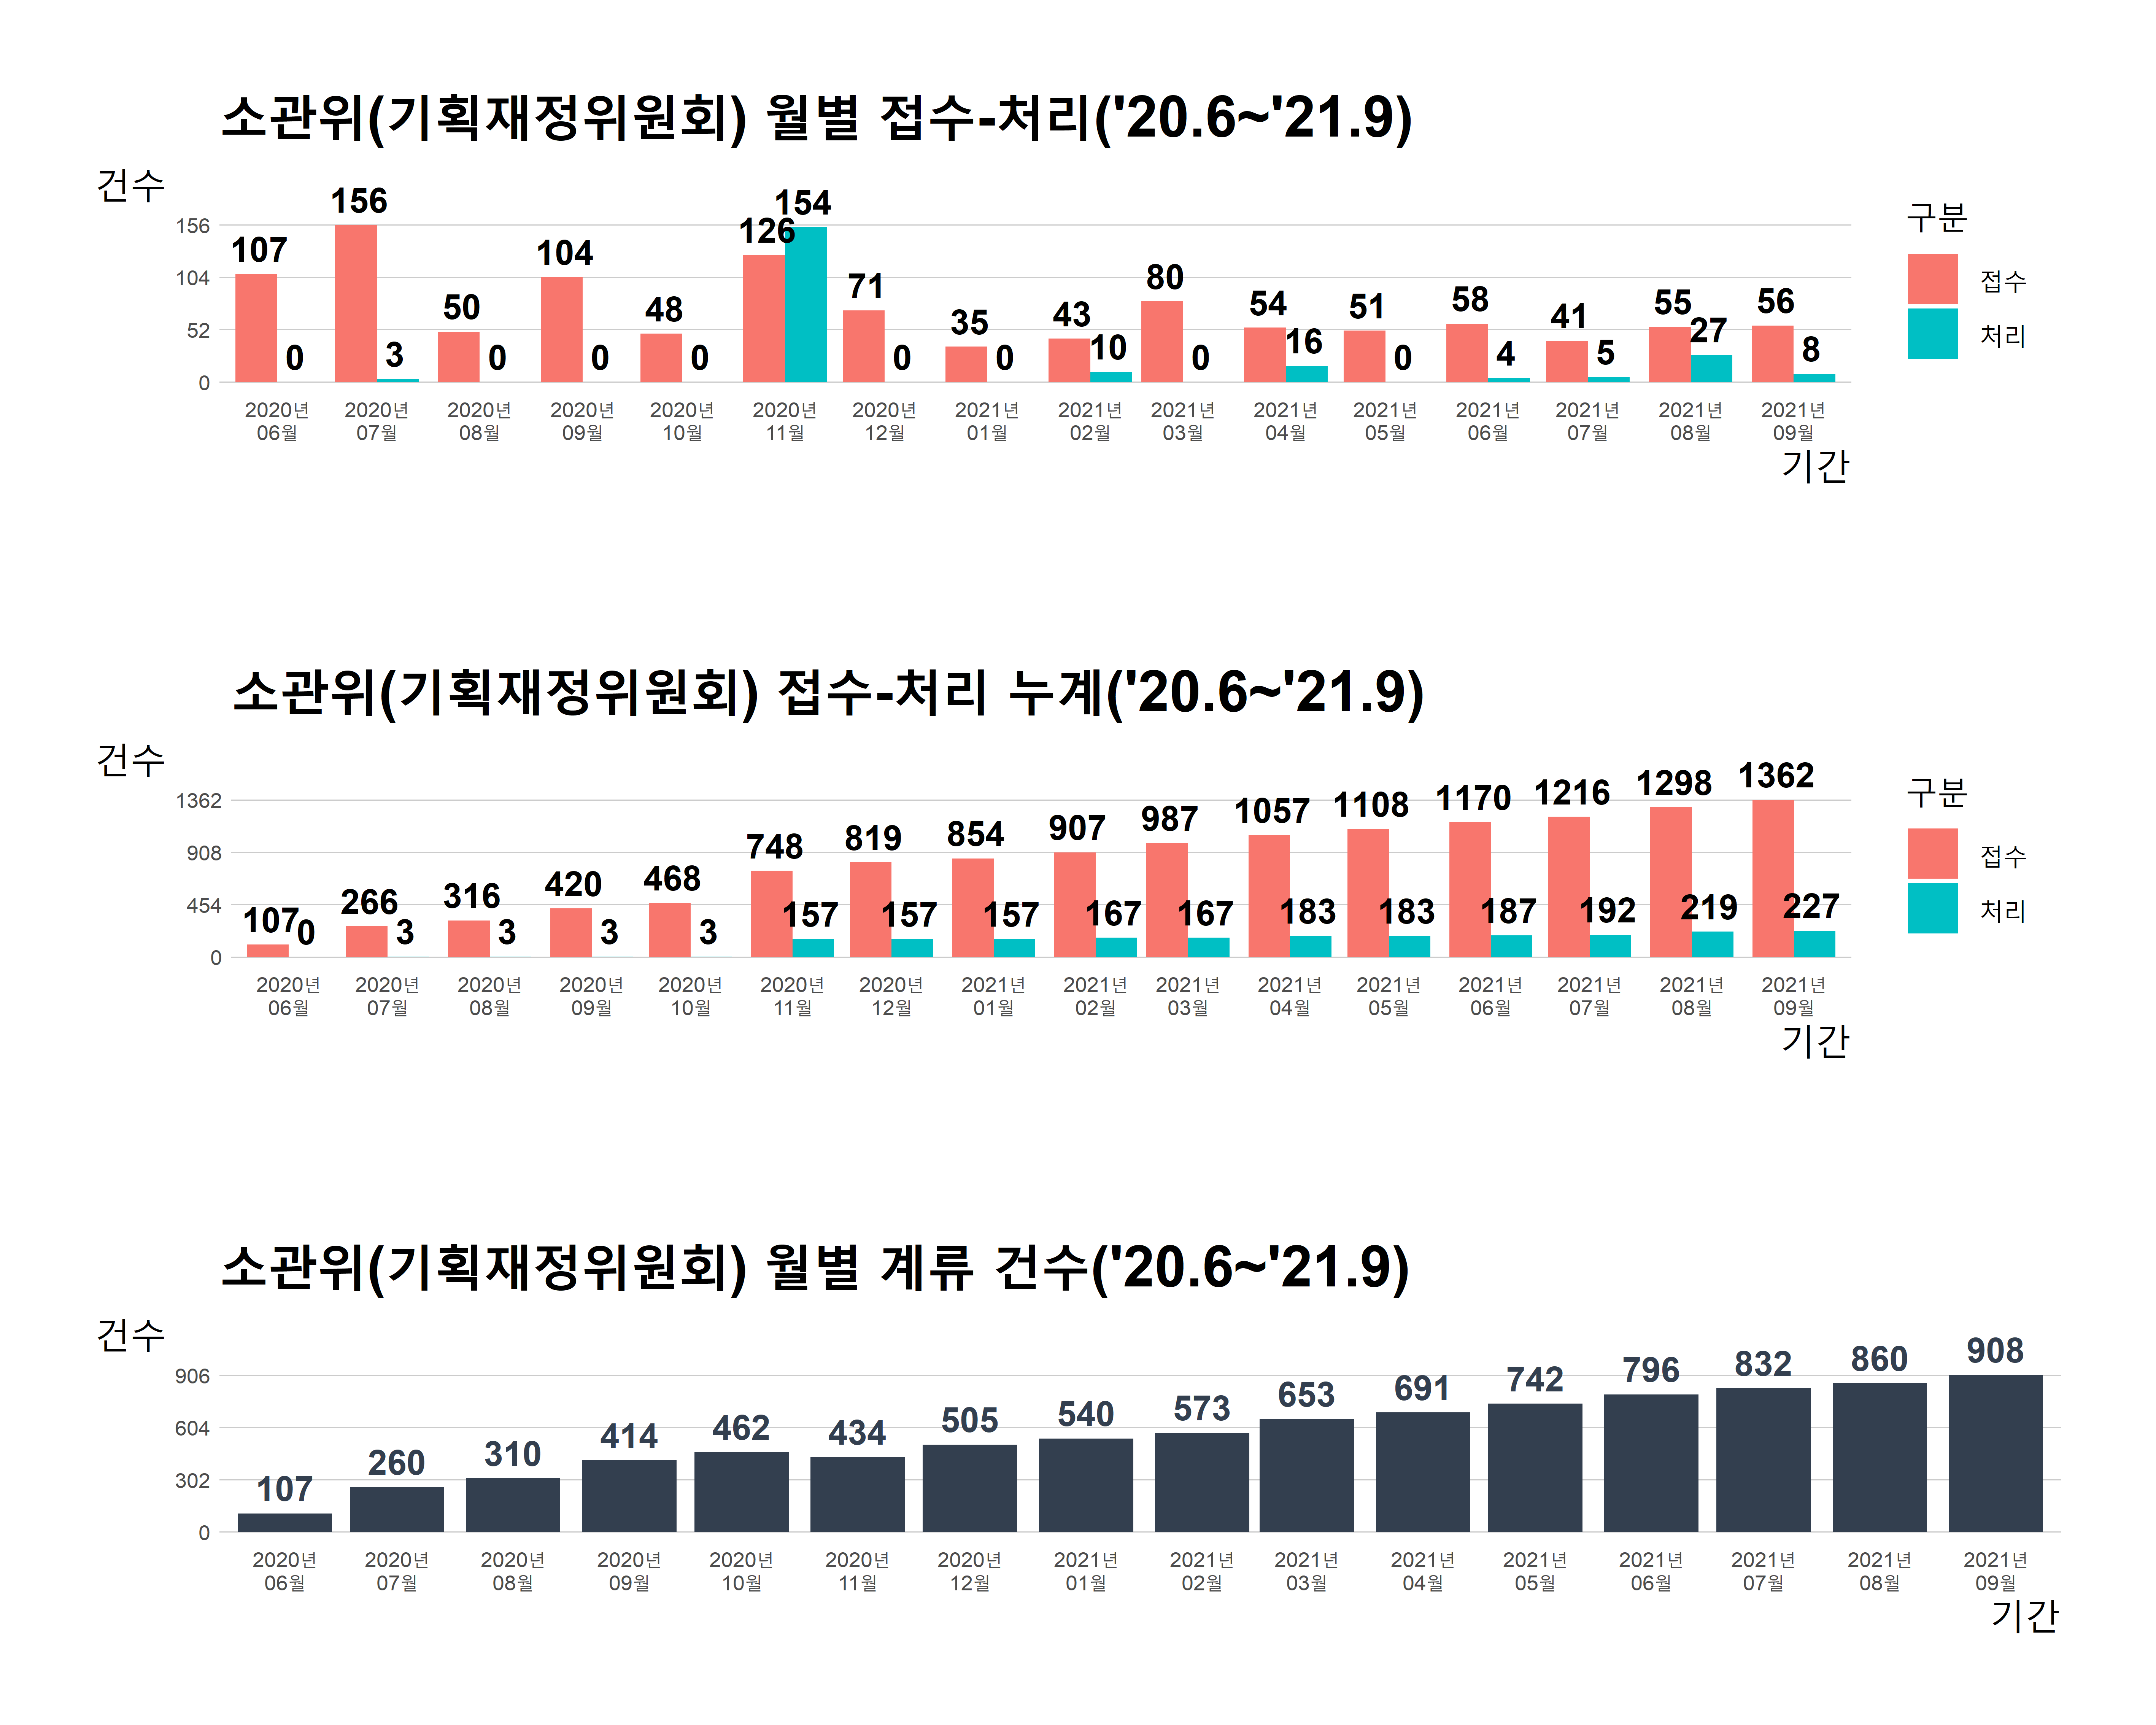 소관위(기획재정위원회) 월별 접수-처리('20.6~'21.9)
건수
구분
접수
처리
156
104
52
0
107 0 156 3 50 0 104 0 48 0 126 154 71 0 35 0 43 10 80 0 54 16 51 0 58 4 41 5 55 27 56 8
2020년 2020년 2020년 2020년 2020년 2020년 2020년 2021년 2021년 2021년 2021년 2021년 2021년 2021년 2021년 2021년
06월 07월 08월 09월 10월 11월 12월 01월 02월 03월 04월 05월 06월 07월 08월 09월
기간
소관위(기획재정위원회) 접수-처리 누계('20.6~'21.9)
건수
구분
접수
처리
1362
908
454
0
107 0 266 3 316 3 420 3 468 3 748 157 819 157 854 157 907 167 987 167 1057 183 1108 183 1170 187 1216 192 1298 219 1362 227
2020년 2020년 2020년 2020년 2020년 2020년 2020년 2021년 2021년 2021년 2021년 2021년 2021년 2021년 2021년 2021년
06월 07월 08월 09월 10월 11월 12월 01월 02월 03월 04월 05월 06월 07월 08월 09월
기간
소관위(기획재정위원회) 월별 계류 건수('20.6~'21.9)
건수
906
604
302
0
107 260 310 414 462 434 505 540 573 653 691 742 796 832 860 908
2020년 2020년 2020년 2020년 2020년 2020년 2020년 2021년 2021년 2021년 2021년 2021년 2021년 2021년 2021년 2021년
06월 07월 08월 09월 10월 11월 12월 01월 02월 03월 04월 05월 06월 07월 08월 09월
기간